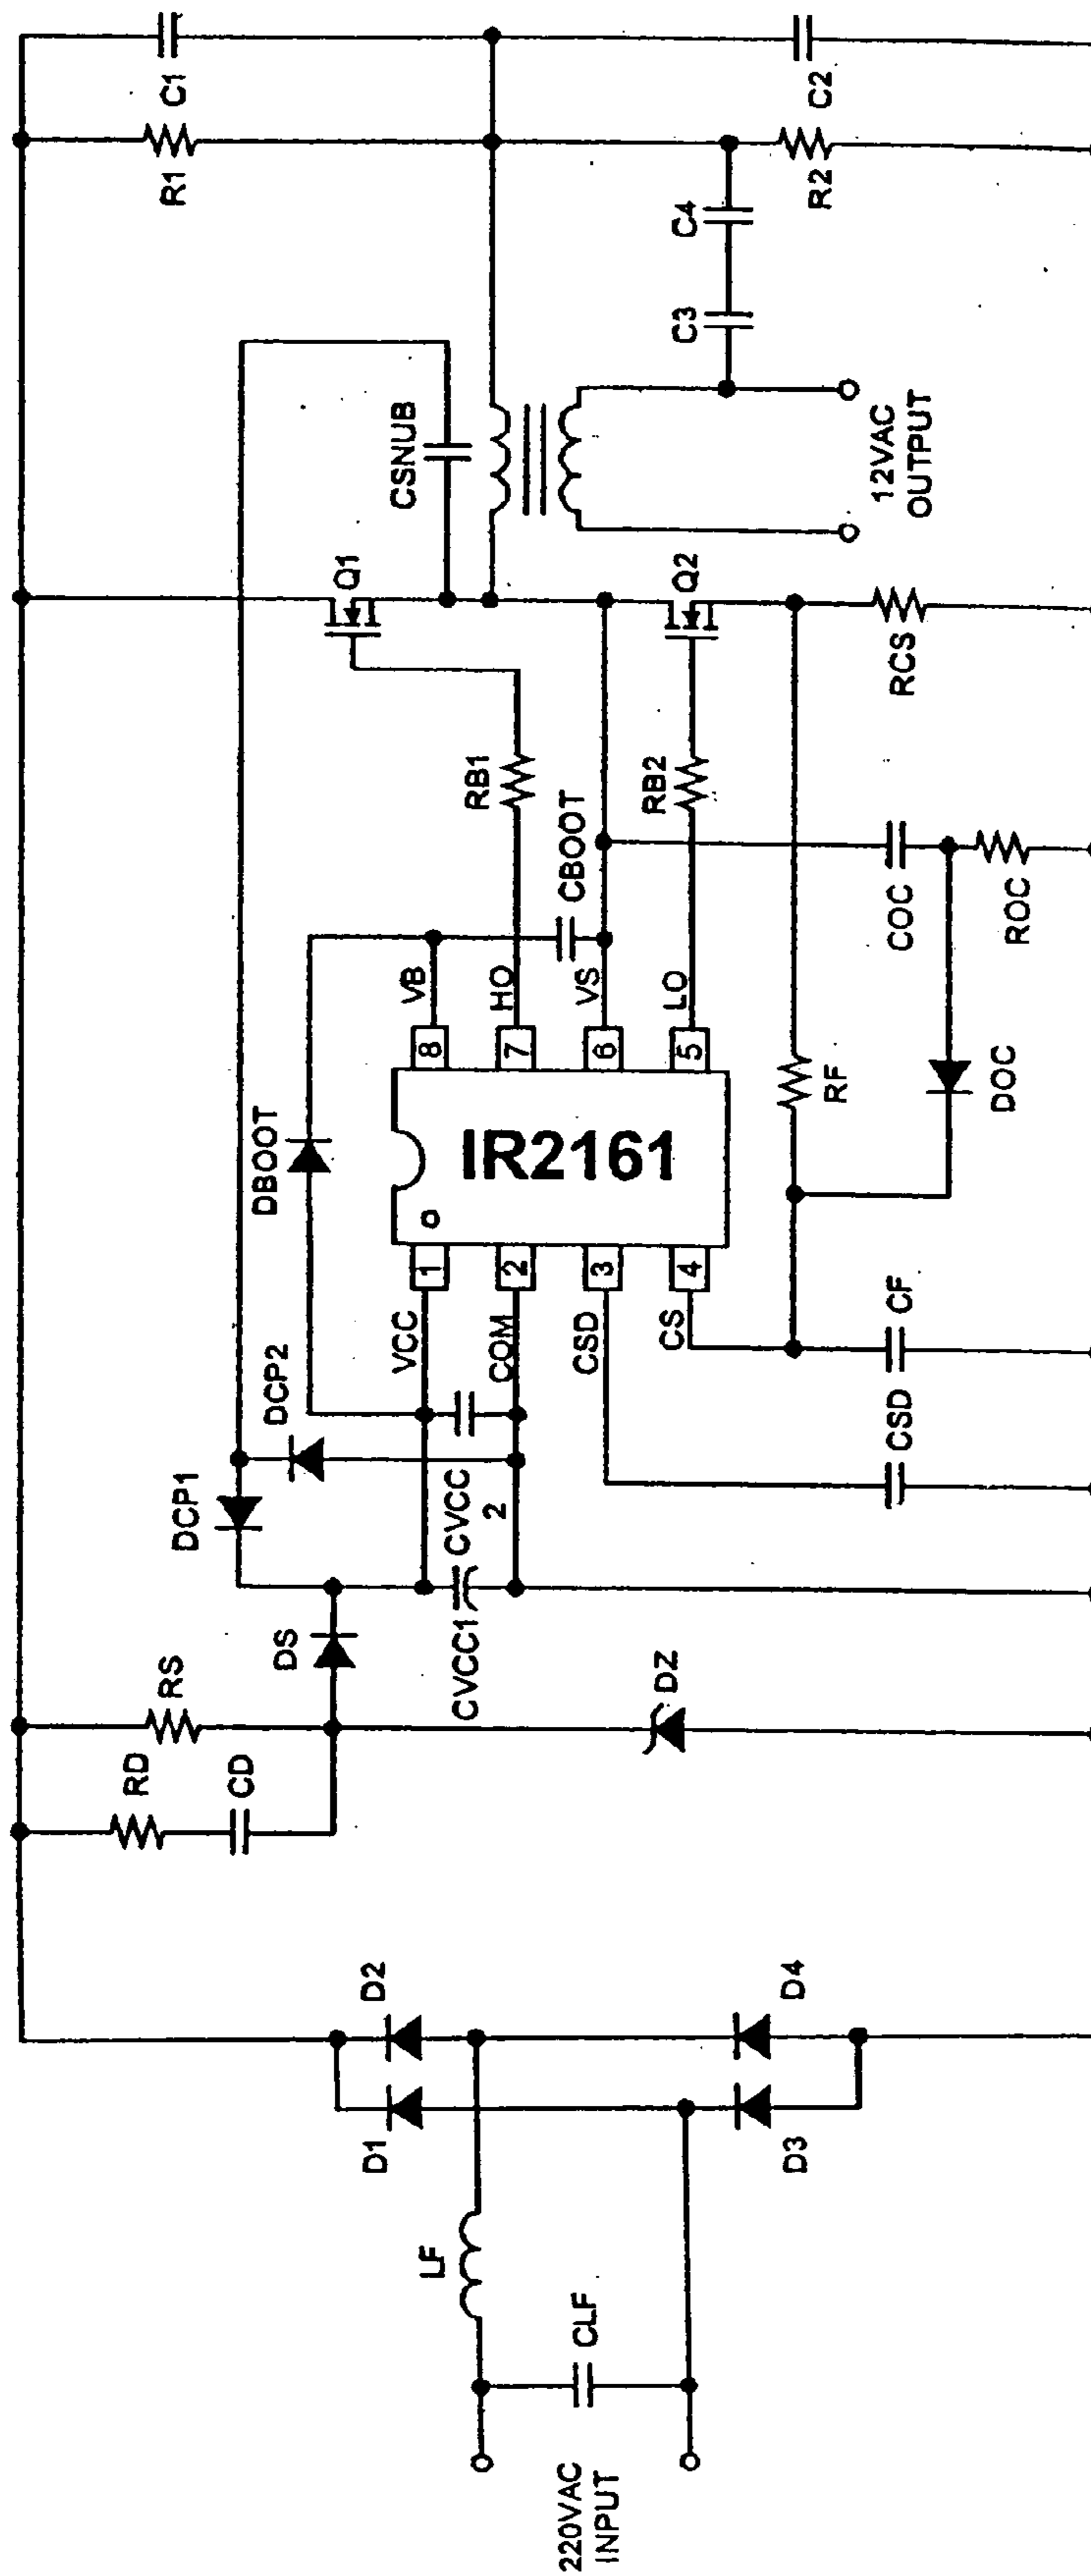 220VAC
INPUT
CLF
LF
D1
D2
D3
D4
RD
CD
RS
DS
DZ
DCP1
DCP2
CVCC1
CVCC
2
DBOOT
VCC
COM
CSD
CS
1
2
3
4
IR2161
8
7
6
5
VB
HO
VS
LO
CSD
CF
RF
DOC
COC
ROC
CBOOT
RB1
RB2
Q1
Q2
RCS
CSNUB
12VAC
OUTPUT
C3
C4
R1
C1
R2
C2